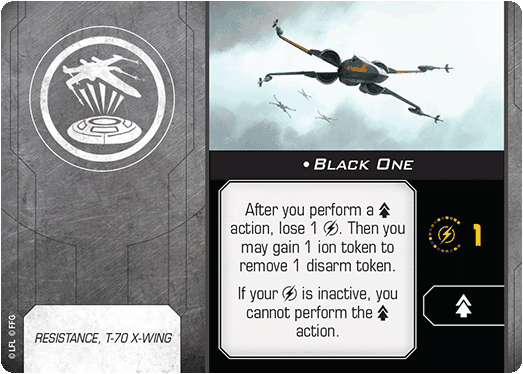 • BLACK ONE
After you perform a
action, lose 1 . Then you
may gain 1 ion token to
remove 1 disarm token.
If your is inactive, you
cannot perform the
action.
1
RESISTANCE, T-70 X-WING
© LFL © FFG